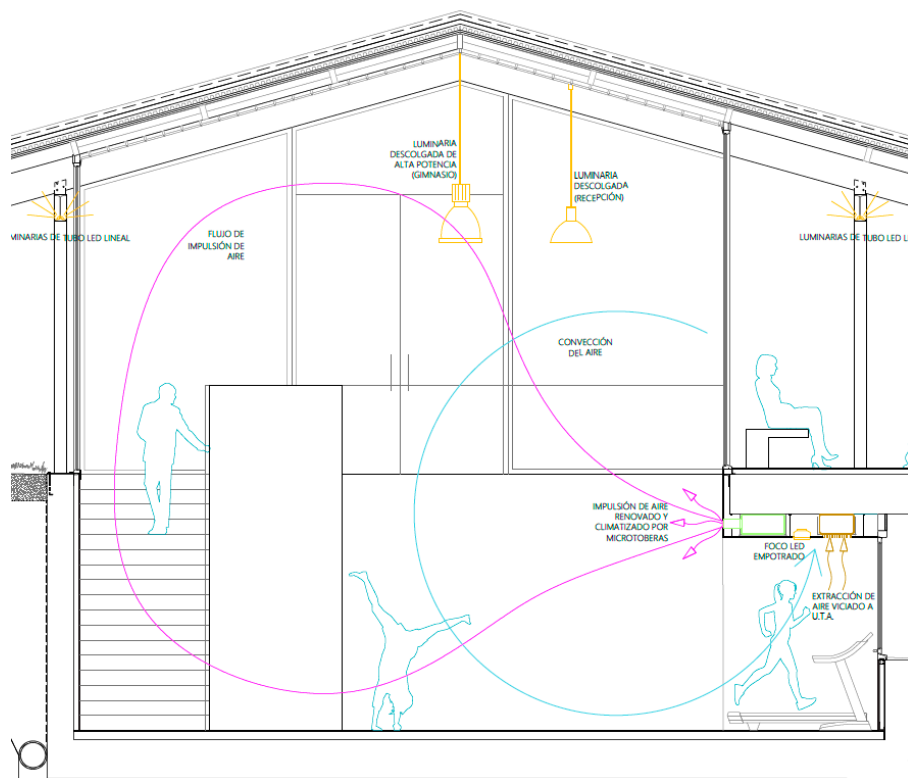 LUMINARIA
DESCOLGADA DE
ALTA POTENCIA
(GIMNASIO)
LUMINARIA
DESCOLGADA
(RECEPCIÓN)
FLUJO DE
IMPULSIÓN DE
AIRE
MINARIAS DE TUBO LED LINEAL
LUMINARIAS DE TUBO LED LI
CONVECCIÓN
DEL AIRE
IMPULSIÓN DE AIRE
RENOVADO Y
CLIMATIZADO POR
MICROTOBERAS
FOCO LED
EMPOTRADO
EXTRACCIÓN DE
AIRE VICIADO A
U.T.A.